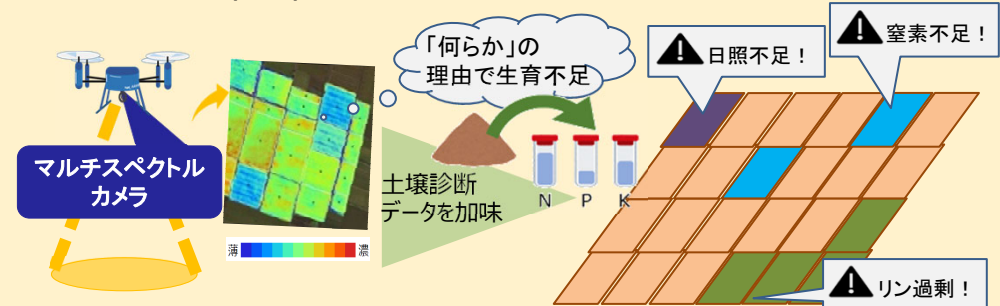 「何らか」の
理由で生育不足
日照不足！
窒素不足！
マルチスペクトル
カメラ
土壌診断
データを加味
N P K
薄 濃
リン過剰！